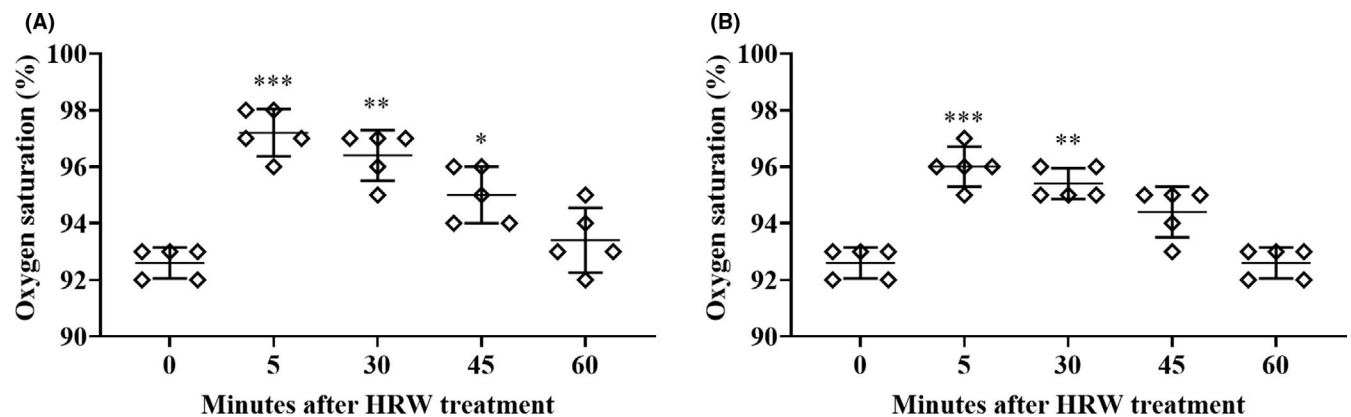 (A)
Oxygen saturation (%)
100
98
96
94
92
90
***
**
*
0 5 30 45 60
Minutes after HRW treatment
(B)
Oxygen saturation (%)
100
98
96
94
92
90
***
**
0 5 30 45 60
Minutes after HRW treatment